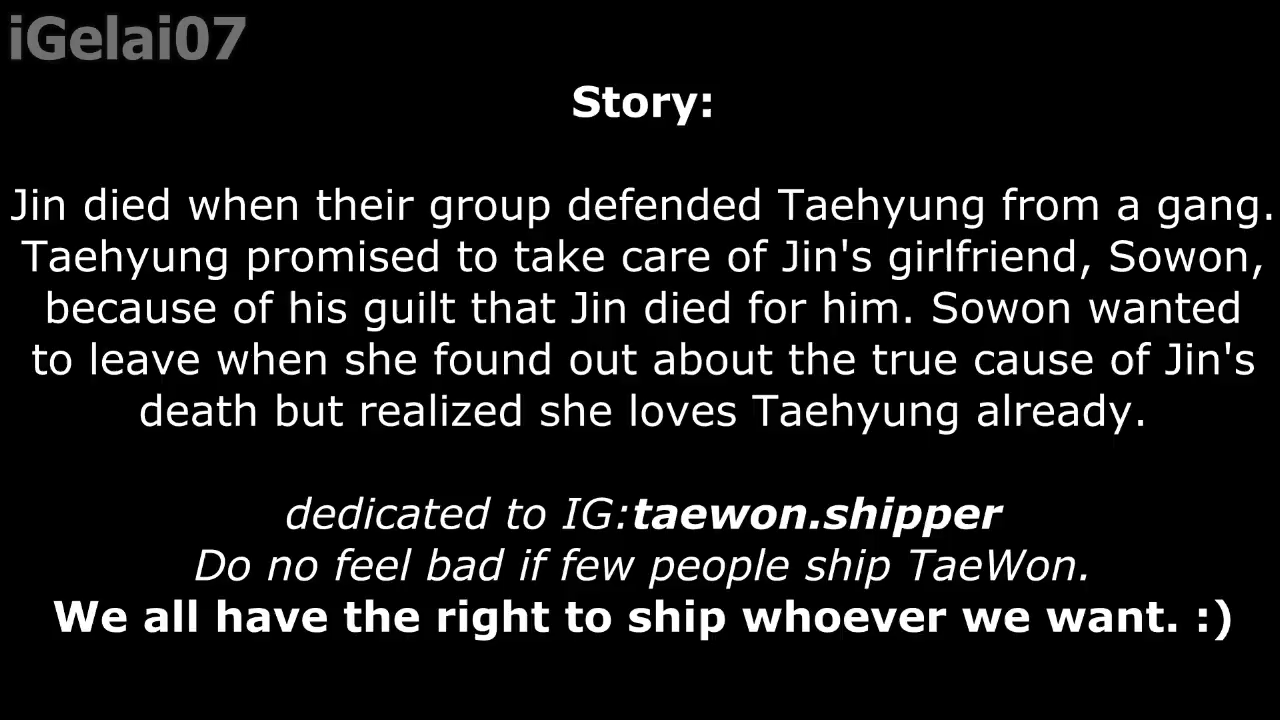 iGelai07
Story:
Jin died when their group defended Taehyung from a gang.
Taehyung promised to take care of Jin's girlfriend, Sowon,
because of his guilt that Jin died for him. Sowon wanted
to leave when she found out about the true cause of Jin's
death but realized she loves Taehyung already.
dedicated to IG:taewon.shipper
Do no feel bad if few people ship TaeWon.
We all have the right to ship whoever we want. :)